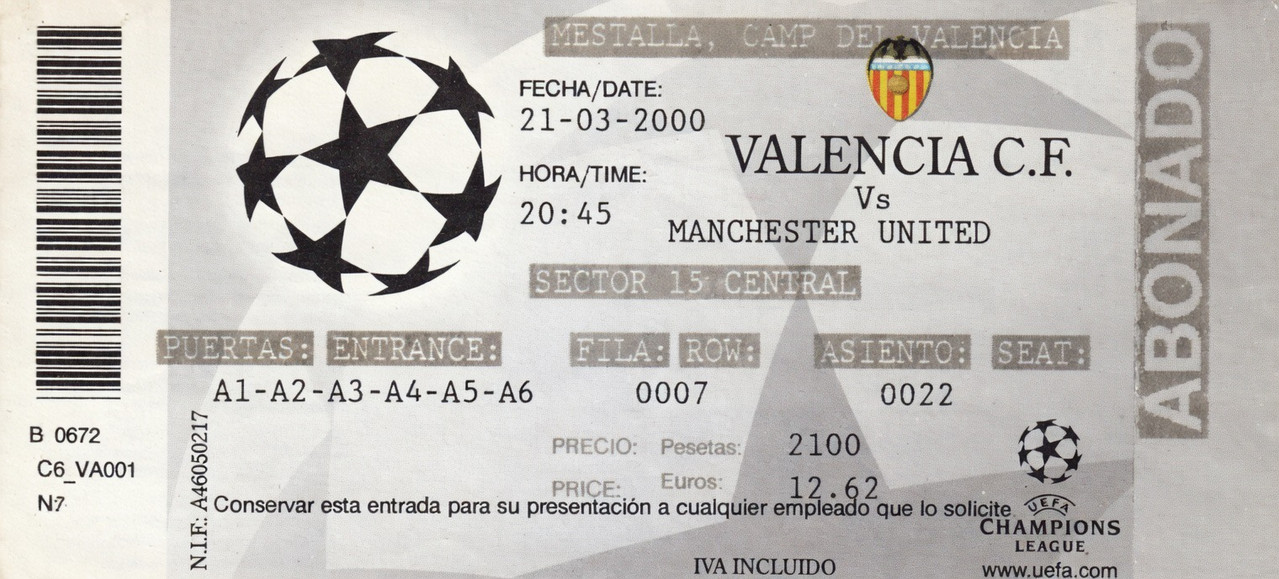 MESTALLA, CAMP DEL VALENCIA
FECHA/DATE:
21-03-2000
HORA/TIME:
20:45
VALENCIA C.F.
Vs
MANCHESTER UNITED
SECTOR 15 CENTRAL
PUERTAS: ENTRANCE: FILA: ROW: ASIENTO: SEAT:
A1-A2-A3-A4-A5-A6 0007 0022
PRECIO: Pesetas: 2100
PRICE: Euros: 12.62
Conservar esta entrada para su presentación a cualquier empleado que lo solicite
IVA INCLUIDO
B 0672
C6_VA001
N7
N.I.F.: A46050217
UEFA
CHAMPIONS
LEAGUE
www.uefa.com
ABONADO